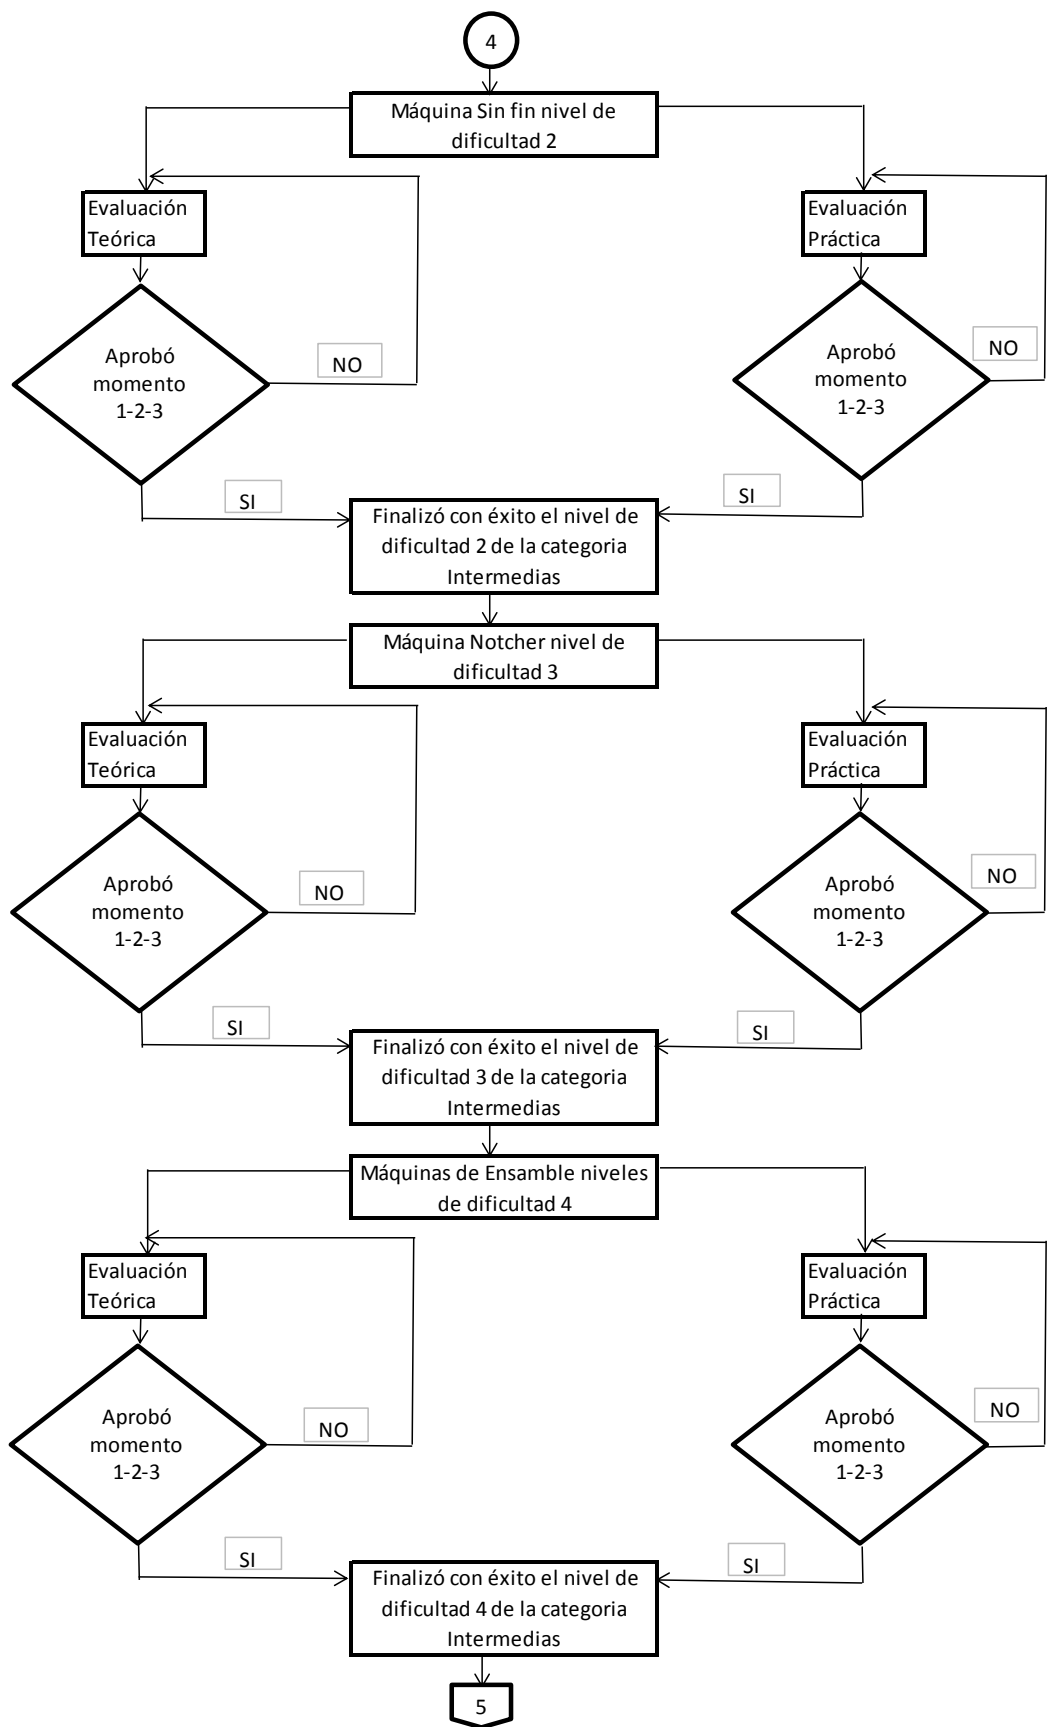 4
Máquina Sin fin nivel de
dificultad 2
Evaluación
Teórica
Evaluación
Práctica
Aprobó
momento
1-2-3
NO
Aprobó
momento
1-2-3
NO
SI
SI
Finalizó con éxito el nivel de
dificultad 2 de la categoria
Intermedias
Máquina Notcher nivel de
dificultad 3
Evaluación
Teórica
Evaluación
Práctica
Aprobó
momento
1-2-3
NO
Aprobó
momento
1-2-3
NO
SI
SI
Finalizó con éxito el nivel de
dificultad 3 de la categoria
Intermedias
Máquinas de Ensamble niveles
de dificultad 4
Evaluación
Teórica
Evaluación
Práctica
Aprobó
momento
1-2-3
NO
Aprobó
momento
1-2-3
NO
SI
SI
Finalizó con éxito el nivel de
dificultad 4 de la categoria
Intermedias
5